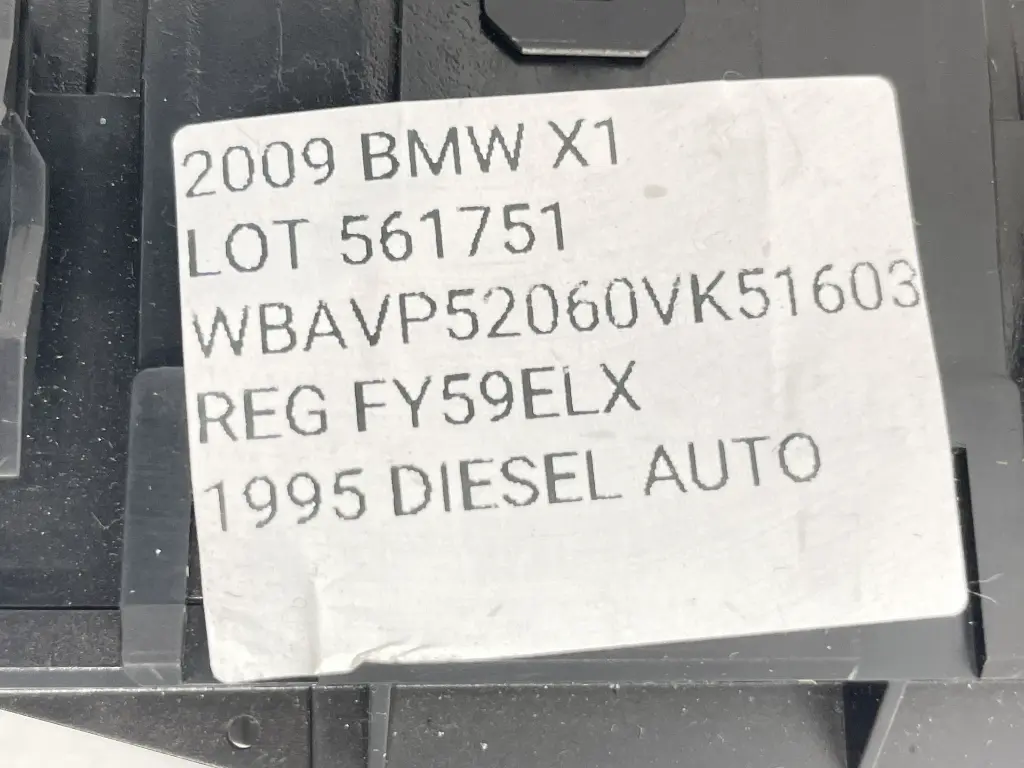 2009 BMW X1
LOT 561751
WBAVP52060VK51603
REG FY59ELX
1995 DIESEL AUTO